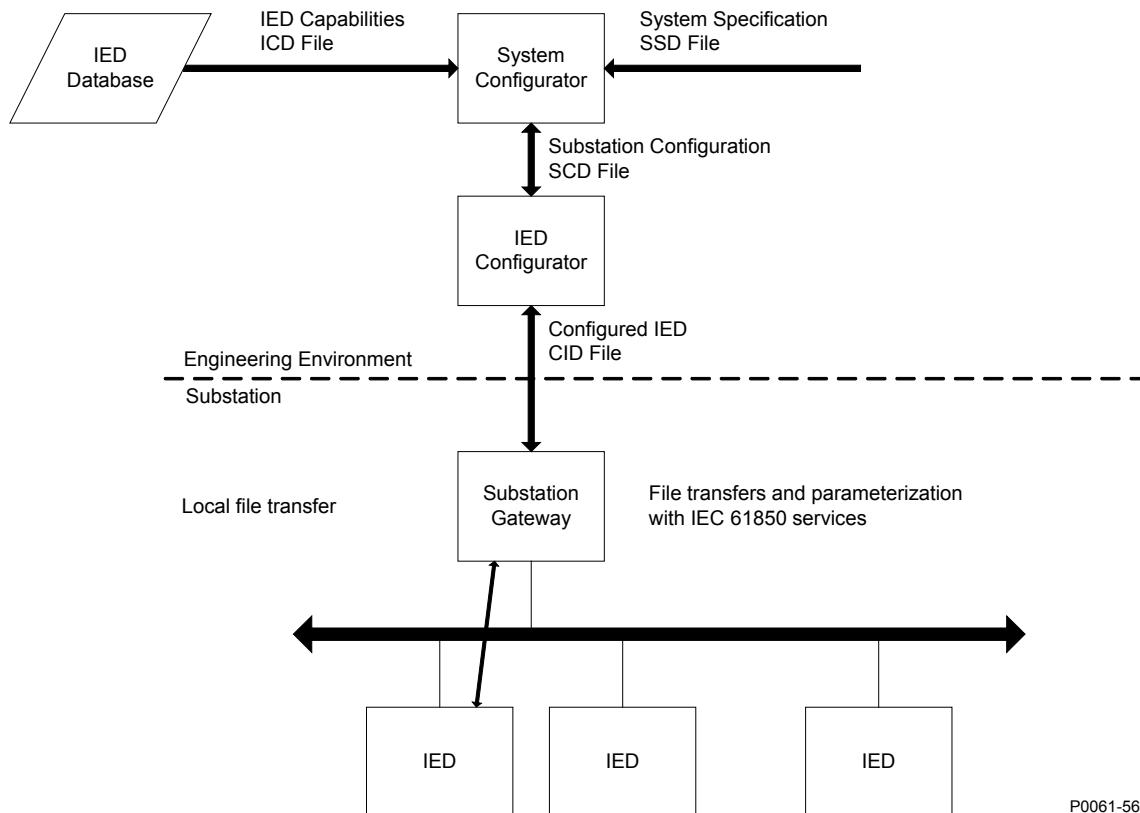 IED Capabilities
ICD File
System Specification
SSD File
IED
Database
System
Configurator
Substation Configuration
SCD File
IED
Configurator
Configured IED
CID File
Engineering Environment
Substation
Local file transfer
Substation
Gateway
File transfers and parameterization
with IEC 61850 services
IED
IED
IED
P0061-56